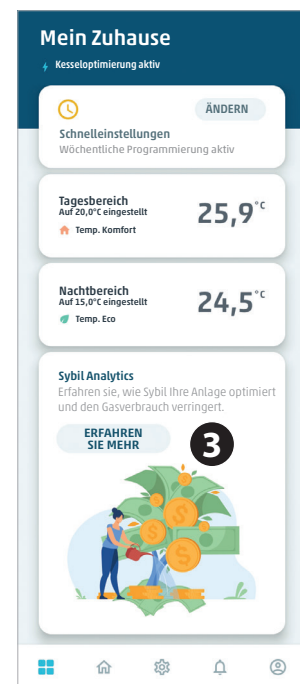 Mein Zuhause
Kesseloptimierung aktiv
ÄNDERN
Schnelleinstellungen
Wöchentliche Programmierung aktiv
Tagesbereich
Auf 20,0°C eingestellt
25,9°C
Temp. Komfort
Nachtbereich
Auf 15,0°C eingestellt
24,5°C
Temp. Eco
Sybil Analytics
Erfahren sie, wie Sybil Ihre Anlage optimiert
und den Gasverbrauch verringert.
ERFAHREN
SIE MEHR
3